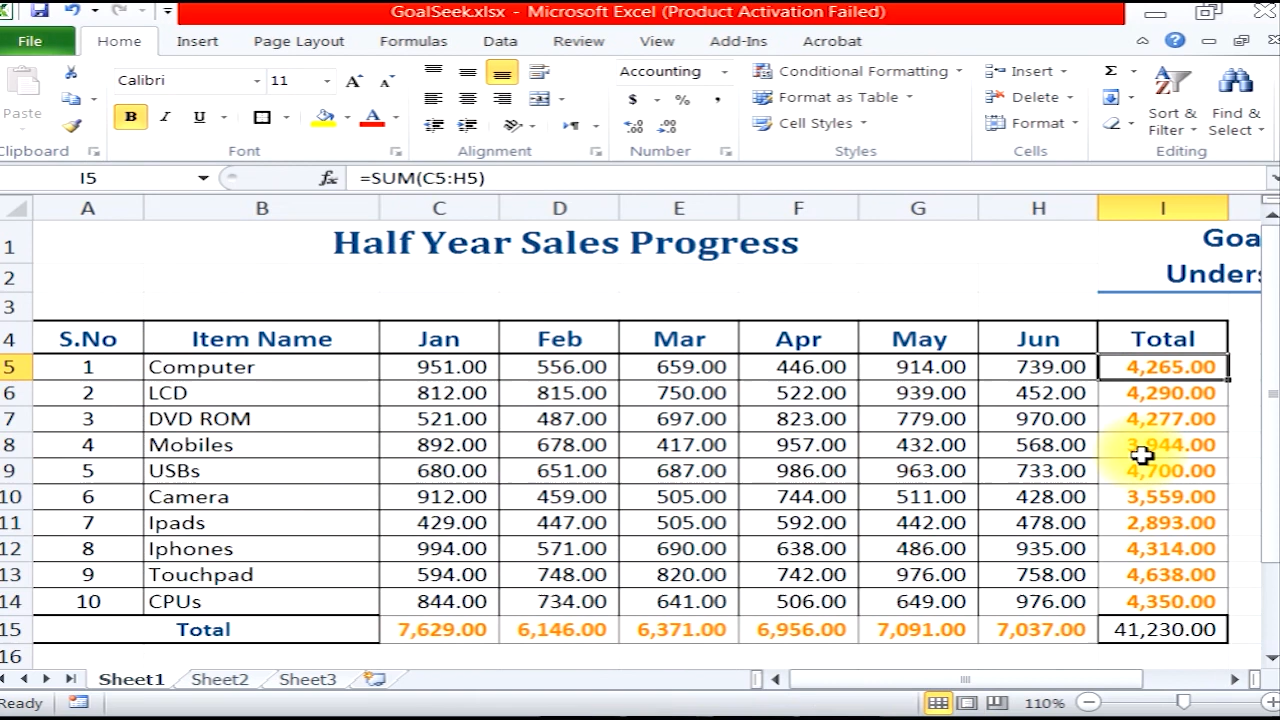 GoalSeek.xlsx - Microsoft Excel (Product Activation Failed)
File Home Insert Page Layout Formulas Data Review View Add-Ins Acrobat
Paste Calibri 11 A A Accounting Conditional Formatting Insert Σ Sort & Filter Find & Select
B I U A $ % , Format as Table Delete
Cell Styles Format
Clipboard Font Alignment Number Styles Cells Editing
I5 fx =SUM(C5:H5)
A B C D E F G H I
1 Half Year Sales Progress Goa
2 Unders
3
4 S.No Item Name Jan Feb Mar Apr May Jun Total
5 1 Computer 951.00 556.00 659.00 446.00 914.00 739.00 4,265.00
6 2 LCD 812.00 815.00 750.00 522.00 939.00 452.00 4,290.00
7 3 DVD ROM 521.00 487.00 697.00 823.00 779.00 970.00 4,277.00
8 4 Mobiles 892.00 678.00 417.00 957.00 432.00 568.00 3,944.00
9 5 USBs 680.00 651.00 687.00 986.00 963.00 733.00 4,700.00
10 6 Camera 912.00 459.00 505.00 744.00 511.00 428.00 3,559.00
11 7 Ipads 429.00 447.00 505.00 592.00 442.00 478.00 2,893.00
12 8 Iphones 994.00 571.00 690.00 638.00 486.00 935.00 4,314.00
13 9 Touchpad 594.00 748.00 820.00 742.00 976.00 758.00 4,638.00
14 10 CPUs 844.00 734.00 641.00 506.00 649.00 976.00 4,350.00
15 Total 7,629.00 6,146.00 6,371.00 6,956.00 7,091.00 7,037.00 41,230.00
16
Sheet1 Sheet2 Sheet3
Ready 110%